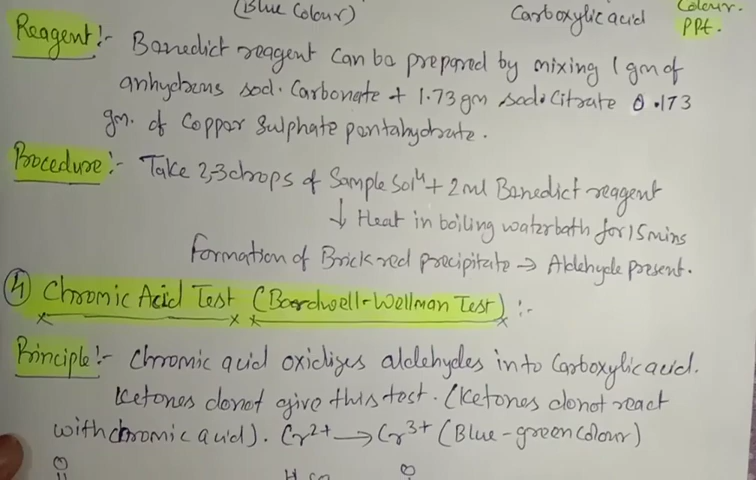 (Blue Colour) Carboxylic acid Colour.
PPt.
Reagent:- Benedict reagent Can be prepared by mixing 1 gm of
anhydrous sod. Carbonate + 1.73 gm sod. Citrate 0.173
gm. of Copper Sulphate pentahydrate.
Procedure:- Take 2,-3 drops of Sample Solⁿ + 2 ml Benedict reagent
↓ Heat in boiling waterbath for 15 mins
Formation of Brick red precipitate → Aldehyde present.
4 Chromic Acid Test (Bordwell-Wellman Test):-
Principle:- Chromic acid oxidizes aldehydes into Carboxylic acid.
Ketones donot give this test. (Ketones donot react
with chromic acid). Cr²⁺ → Cr³⁺ (Blue-green colour)